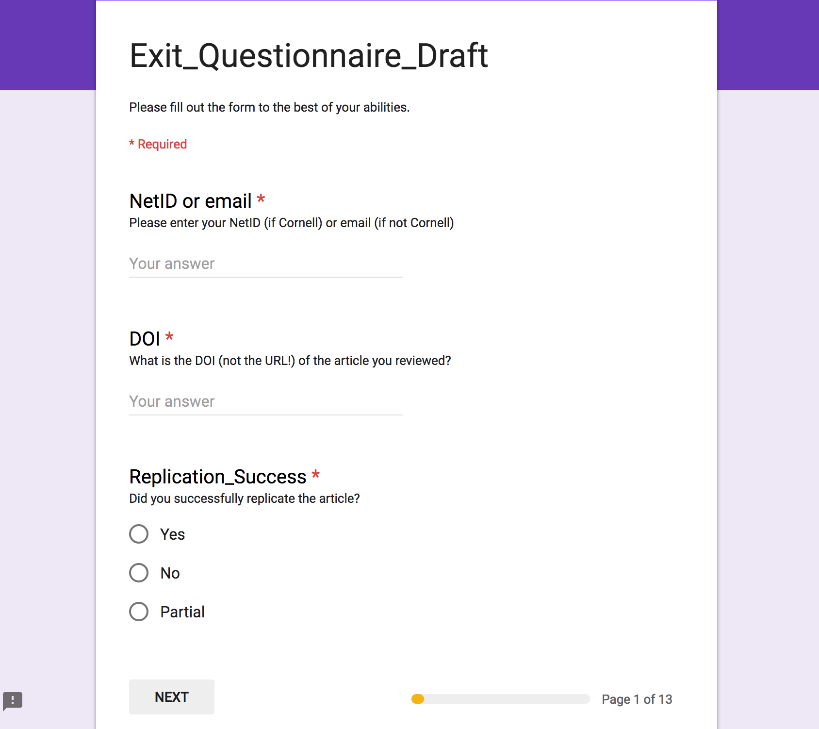 Exit_Questionnaire_Draft
Please fill out the form to the best of your abilities.
* Required
NetID or email *
Please enter your NetID (if Cornell) or email (if not Cornell)
Your answer
DOI *
What is the DOI (not the URL!) of the article you reviewed?
Your answer
Replication_Success *
Did you successfully replicate the article?
Yes
No
Partial
NEXT
Page 1 of 13